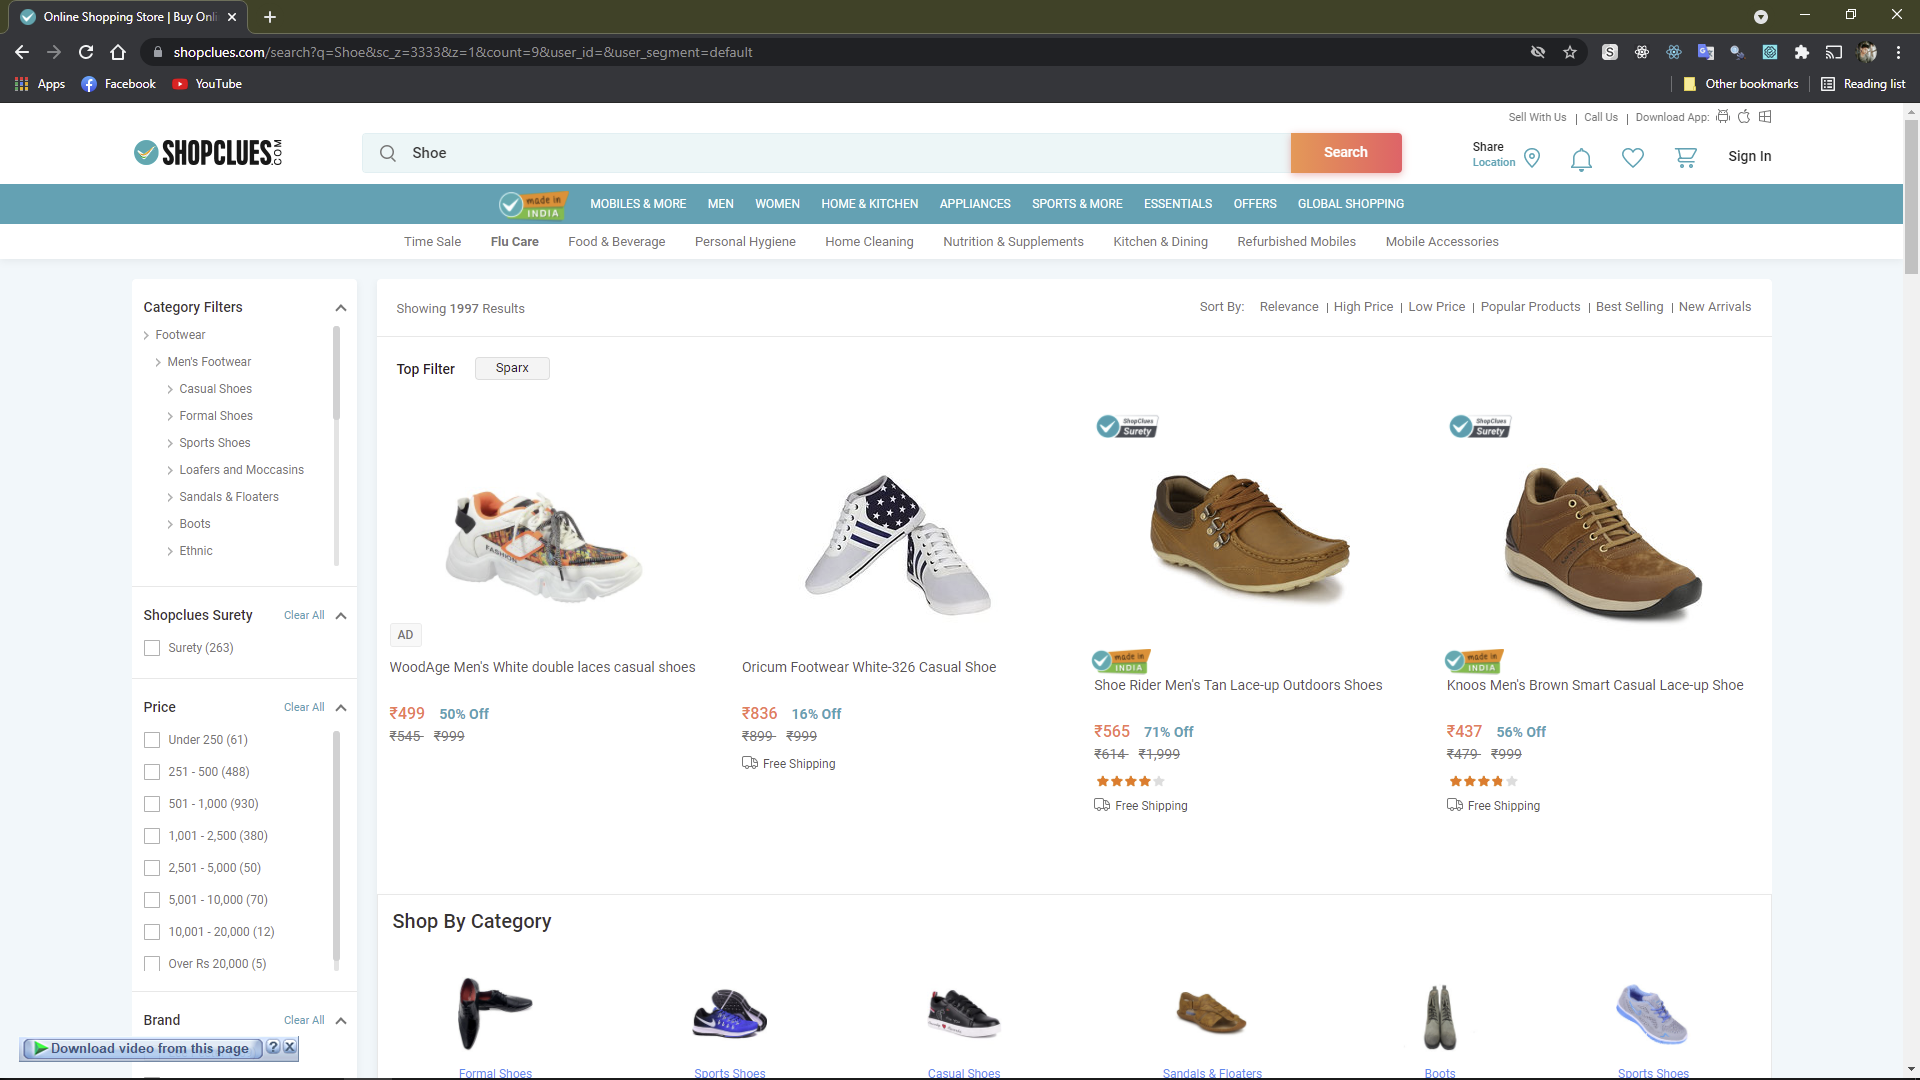 Online Shopping Store | Buy Onli
shopclues.com/search?q=Shoe&sc_z=3333&z=1&count=9&user_id=&user_segment=default
Apps Facebook YouTube Other bookmarks Reading list
Sell With Us | Call Us | Download App:
SHOPCLUES.COM Shoe Search Share Location Sign In
made in INDIA MOBILES & MORE MEN WOMEN HOME & KITCHEN APPLIANCES SPORTS & MORE ESSENTIALS OFFERS GLOBAL SHOPPING
Time Sale Flu Care Food & Beverage Personal Hygiene Home Cleaning Nutrition & Supplements Kitchen & Dining Refurbished Mobiles Mobile Accessories
Category Filters
Footwear
Men's Footwear
Casual Shoes
Formal Shoes
Sports Shoes
Loafers and Moccasins
Sandals & Floaters
Boots
Ethnic
Shopclues Surety Clear All
Surety (263)
Price Clear All
Under 250 (61)
251 - 500 (488)
501 - 1,000 (930)
1,001 - 2,500 (380)
2,501 - 5,000 (50)
5,001 - 10,000 (70)
10,001 - 20,000 (12)
Over Rs 20,000 (5)
Brand Clear All
Download video from this page ? X
Showing 1997 Results
Sort By: Relevance | High Price | Low Price | Popular Products | Best Selling | New Arrivals
Top Filter Sparx
FASHION
AD
WoodAge Men's White double laces casual shoes
₹499 50% Off
₹545 ₹999
Oricum Footwear White-326 Casual Shoe
₹836 16% Off
₹899 ₹999
Free Shipping
ShopClues Surety
made in INDIA
Shoe Rider Men's Tan Lace-up Outdoors Shoes
₹565 71% Off
₹614 ₹1,999
Free Shipping
ShopClues Surety
made in INDIA
Knoos Men's Brown Smart Casual Lace-up Shoe
₹437 56% Off
₹479 ₹999
Free Shipping
Shop By Category
Formal Shoes Sports Shoes Casual Shoes Sandals & Floaters Boots Sports Shoes